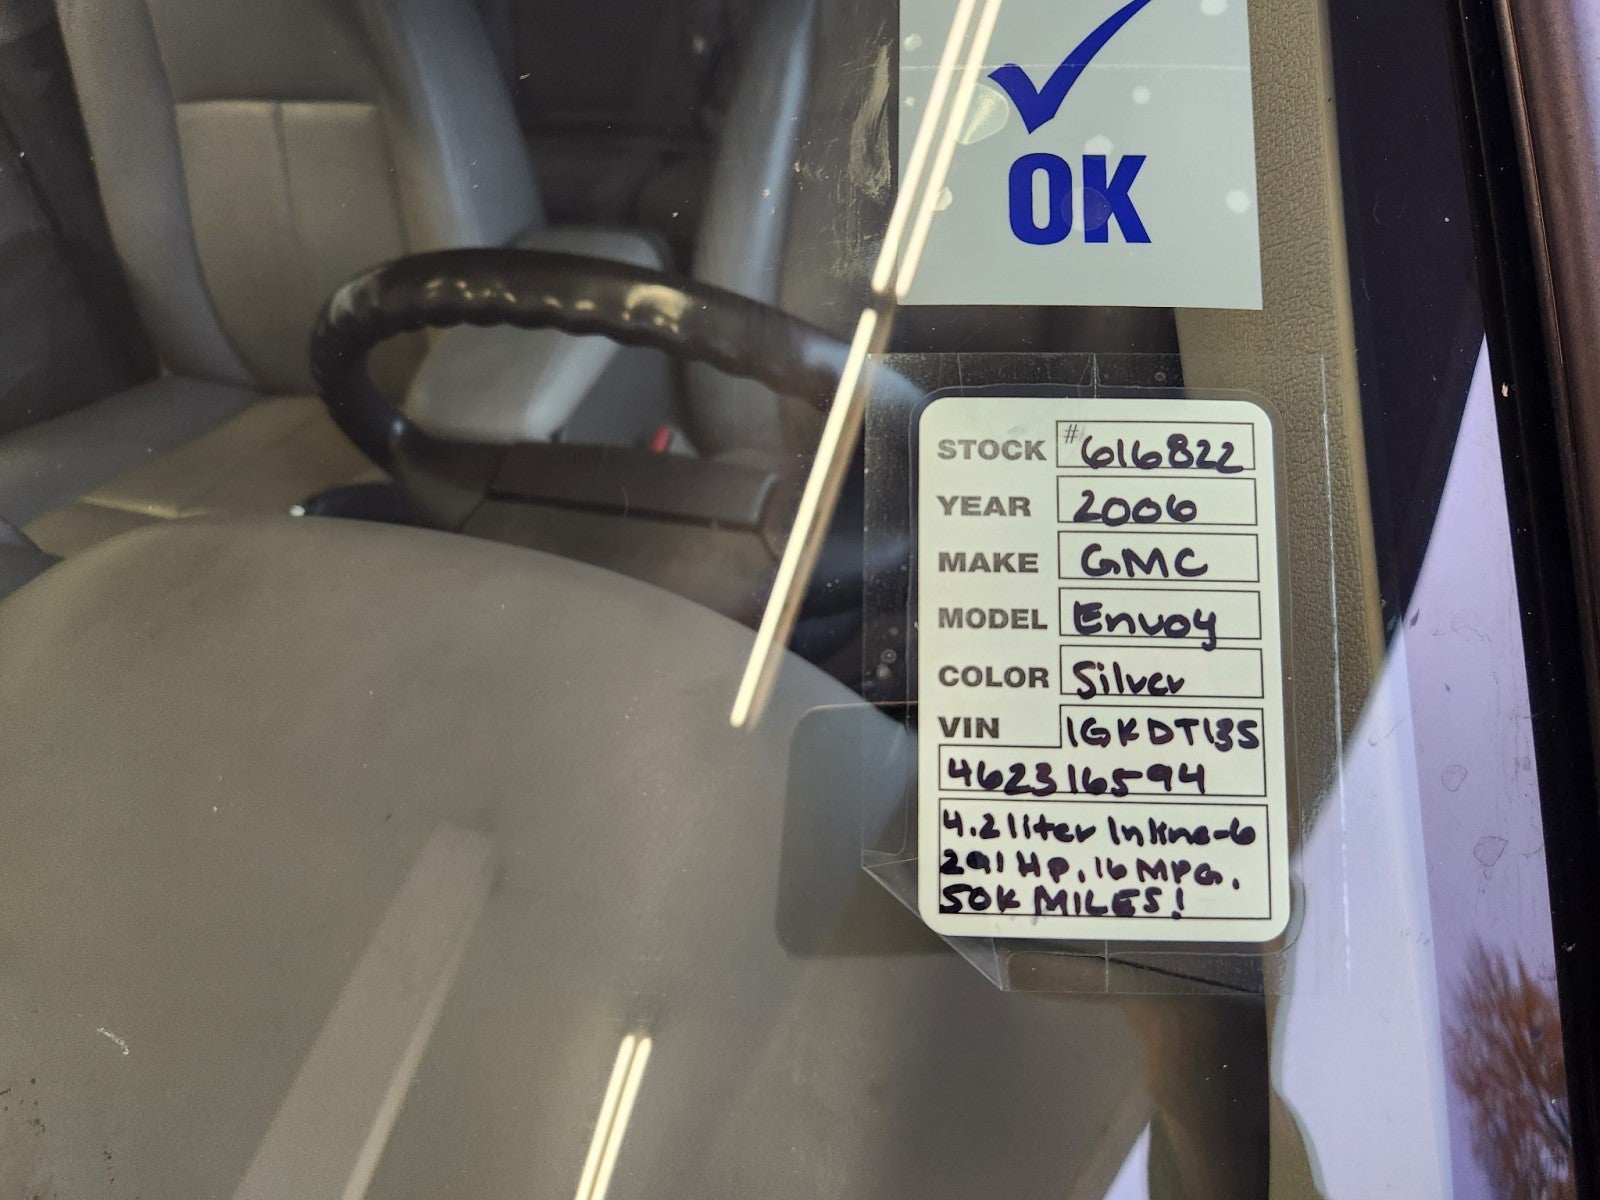 OK
STOCK #616822
YEAR 2006
MAKE GMC
MODEL Envoy
COLOR Silver
VIN 1GKDT13S
462316594
4.2 liter Inline-6
291 HP. 16 MPG.
50K MILES!